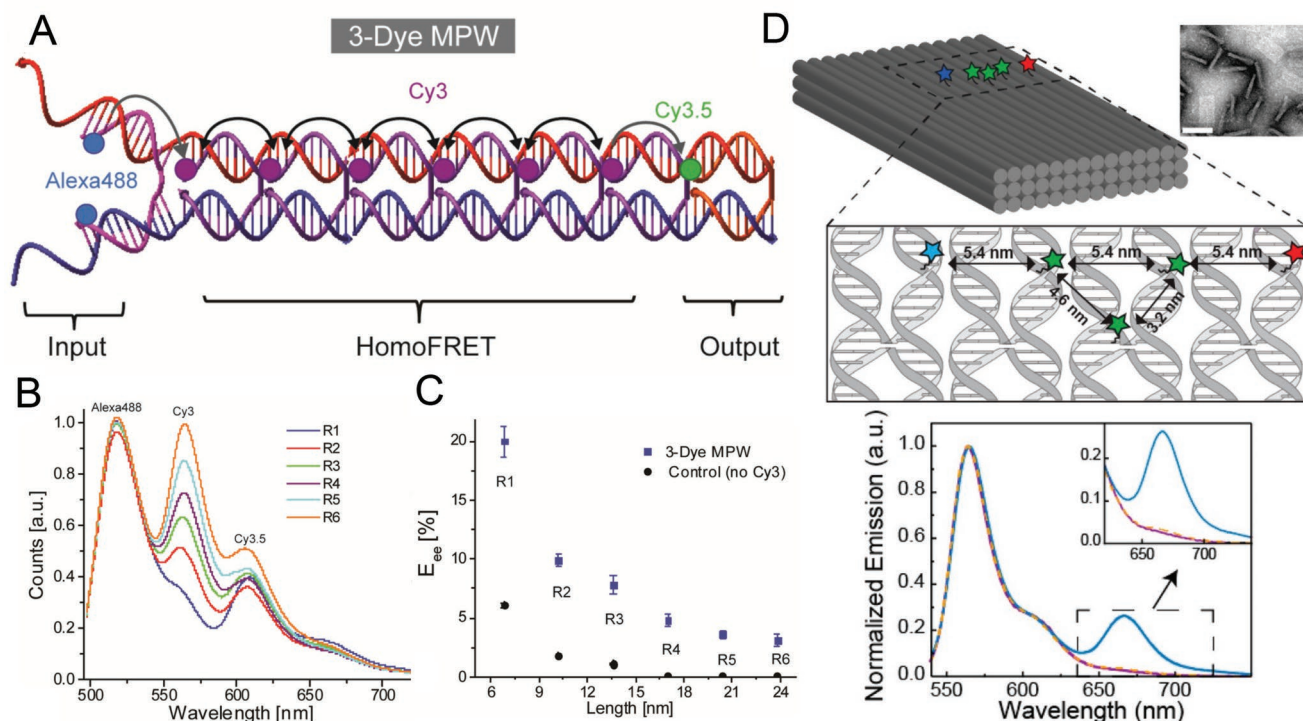 A
3-Dye MPW
Cy3
Cy3.5
Alexa488
Input
HomoFRET
Output
B
Alexa488
Cy3
Cy3.5
R1
R2
R3
R4
R5
R6
Counts [a.u.]
1.0
0.8
0.6
0.4
0.2
0.0
500 550 600 650 700
Wavelength [nm]
C
3-Dye MPW
Control (no Cy3)
R1
R2
R3
R4
R5
R6
E_ee [%]
20
15
10
5
0
6 9 12 15 18 21 24
Length [nm]
D
5.4 nm
5.4 nm
5.4 nm
4.6 nm
3.2 nm
Normalized Emission (a.u.)
1.0
0.8
0.6
0.4
0.2
0.0
550 600 650 700
Wavelength (nm)
0.2
0.1
0.0
650 700